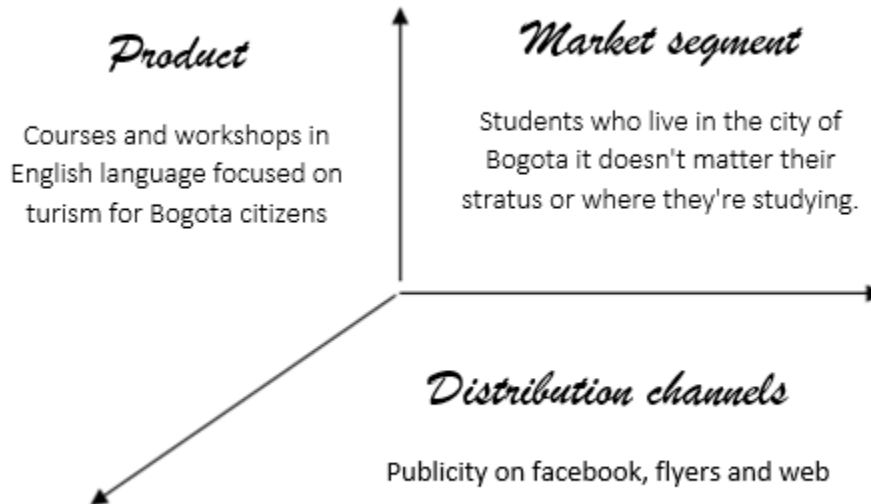 Product
Courses and workshops in
English language focused on
turism for Bogota citizens
Market segment
Students who live in the city of
Bogota it doesn't matter their
stratus or where they're studying.
Distribution channels
Publicity on facebook, flyers and web